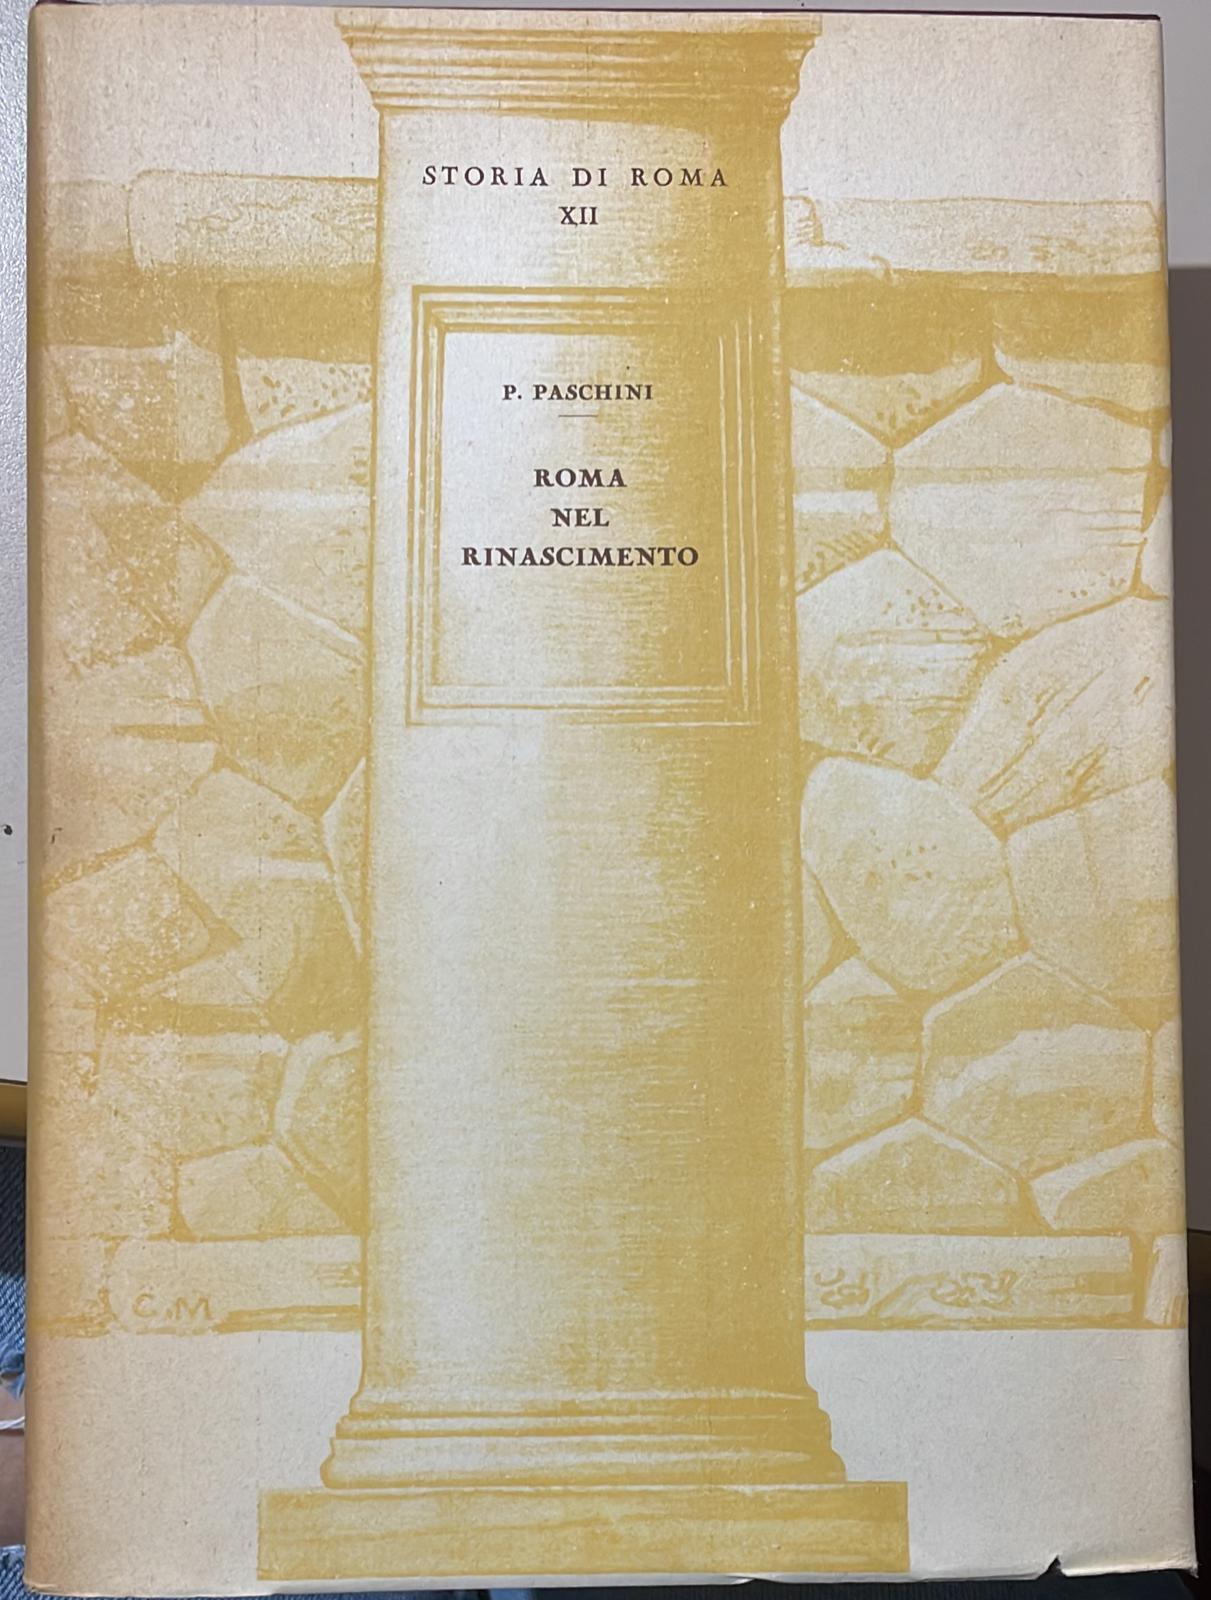 STORIA DI ROMA
XII
P. PASCHINI
ROMA
NEL
RINASCIMENTO
C.M